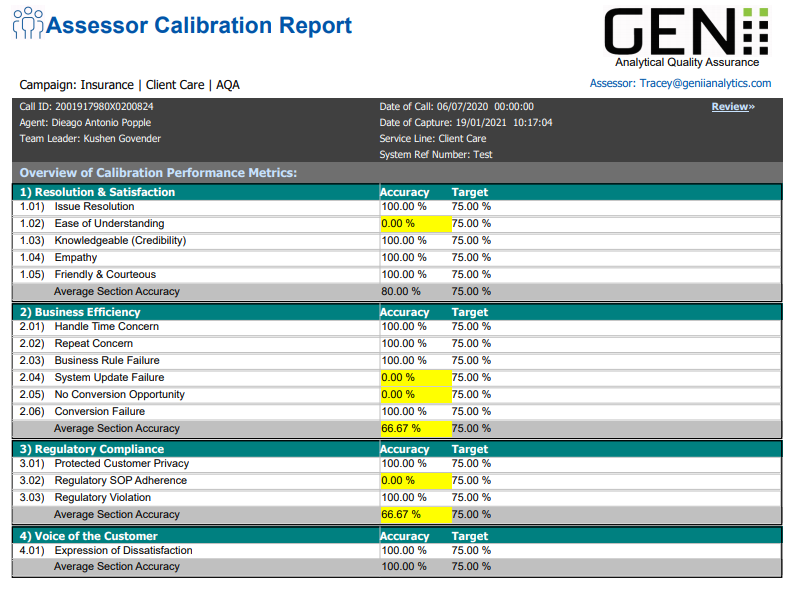 Assessor Calibration Report
GENii
Analytical Quality Assurance
Campaign: Insurance | Client Care | AQA
Assessor: Tracey@geniianalytics.com
Call ID: 2001917980X0200824
Date of Call: 06/07/2020 00:00:00
Review»
Agent: Dieago Antonio Popple
Date of Capture: 19/01/2021 10:17:04
Team Leader: Kushen Govender
Service Line: Client Care
System Ref Number: Test
Overview of Calibration Performance Metrics:
1) Resolution & Satisfaction Accuracy Target
1.01) Issue Resolution 100.00 % 75.00 %
1.02) Ease of Understanding 0.00 % 75.00 %
1.03) Knowledgeable (Credibility) 100.00 % 75.00 %
1.04) Empathy 100.00 % 75.00 %
1.05) Friendly & Courteous 100.00 % 75.00 %
Average Section Accuracy 80.00 % 75.00 %
2) Business Efficiency Accuracy Target
2.01) Handle Time Concern 100.00 % 75.00 %
2.02) Repeat Concern 100.00 % 75.00 %
2.03) Business Rule Failure 100.00 % 75.00 %
2.04) System Update Failure 0.00 % 75.00 %
2.05) No Conversion Opportunity 0.00 % 75.00 %
2.06) Conversion Failure 100.00 % 75.00 %
Average Section Accuracy 66.67 % 75.00 %
3) Regulatory Compliance Accuracy Target
3.01) Protected Customer Privacy 100.00 % 75.00 %
3.02) Regulatory SOP Adherence 0.00 % 75.00 %
3.03) Regulatory Violation 100.00 % 75.00 %
Average Section Accuracy 66.67 % 75.00 %
4) Voice of the Customer Accuracy Target
4.01) Expression of Dissatisfaction 100.00 % 75.00 %
Average Section Accuracy 100.00 % 75.00 %